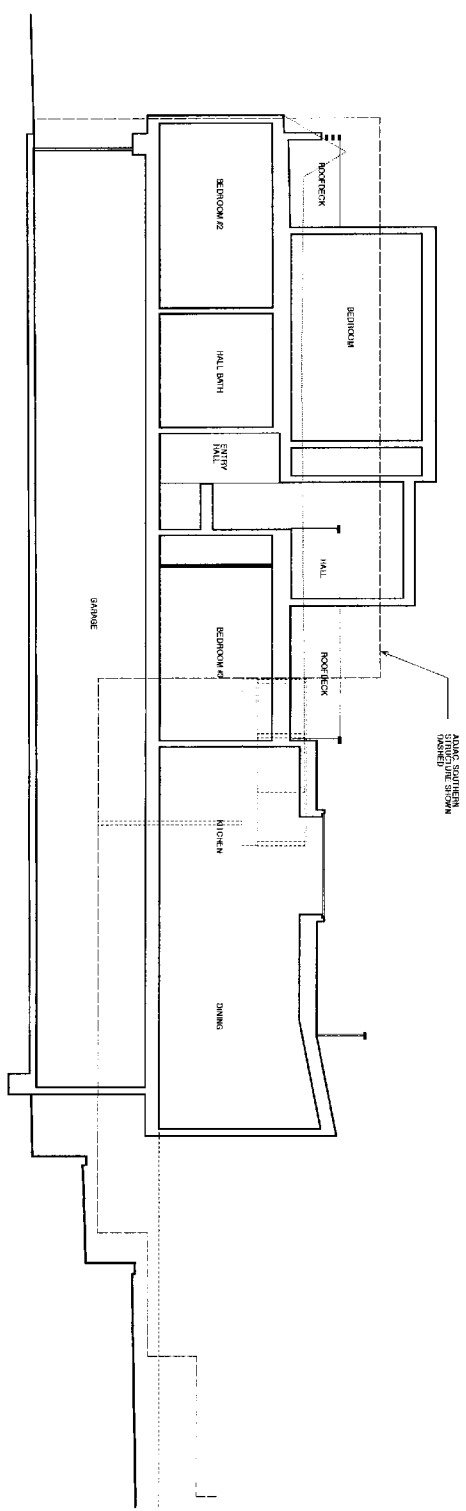 ADJAC. SOUTHERN
STRUCTURE SHOWN
DASHED
ROOFDECK
BEDROOM
HALL
ROOFDECK
BEDROOM #2
HALL BATH
ENTRY
HALL
BEDROOM #3
KITCHEN
DINING
GARAGE